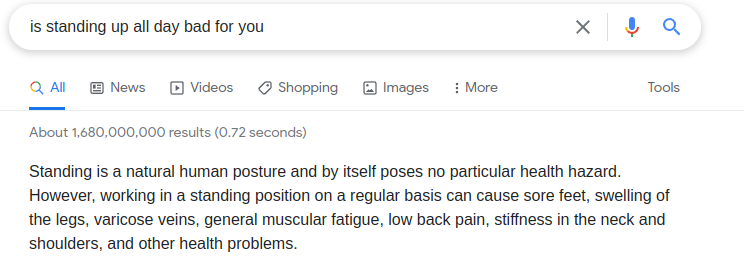 is standing up all day bad for you
All News Videos Shopping Images More Tools
About 1,680,000,000 results (0.72 seconds)
Standing is a natural human posture and by itself poses no particular health hazard.
However, working in a standing position on a regular basis can cause sore feet, swelling of
the legs, varicose veins, general muscular fatigue, low back pain, stiffness in the neck and
shoulders, and other health problems.